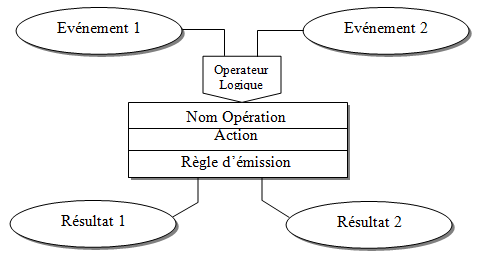 Evénement 1
Evénement 2
Operateur
Logique
Nom Opération
Action
Règle d’émission
Résultat 1
Résultat 2